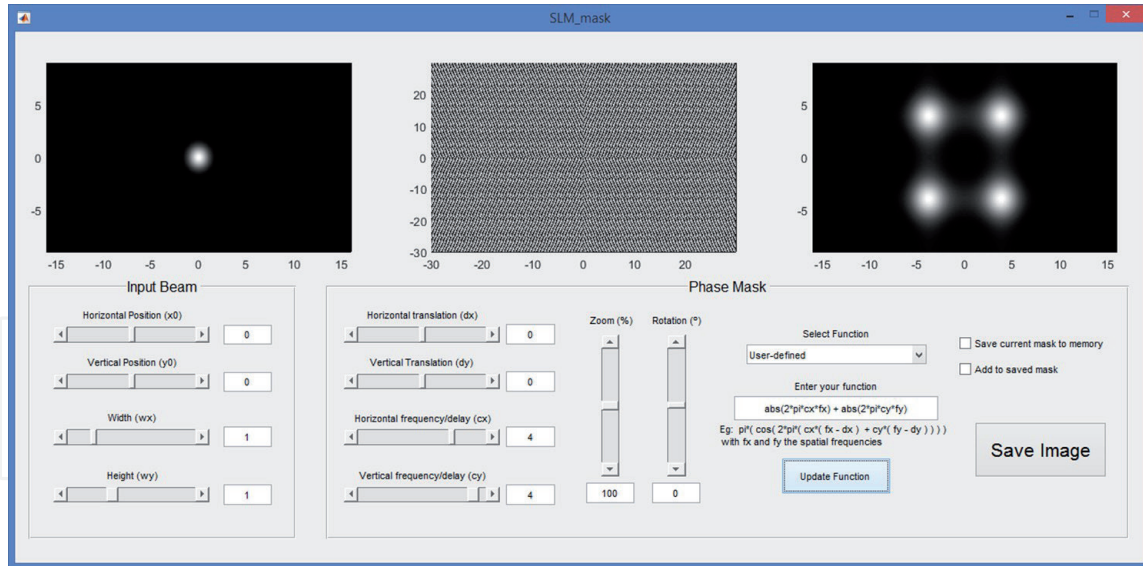 SLM_mask
5
0
-5
-15 -10 -5 0 5 10 15
20
10
0
-10
-20
-30
-30 -20 -10 0 10 20
5
0
-5
-15 -10 -5 0 5 10 15
Input Beam
Horizontal Position (x0)
0
Vertical Position (y0)
0
Width (wx)
1
Height (wy)
1
Phase Mask
Horizontal translation (dx)
0
Vertical Translation (dy)
0
Horizontal frequency/delay (cx)
4
Vertical frequency/delay (cy)
4
Zoom (%)
100
Rotation (º)
0
Select Function
User-defined
Enter your function
abs(2*pi*cx*fx) + abs(2*pi*cy*fy)
Eg: pi*( cos( 2*pi*( cx*( fx - dx ) + cy*( fy - dy ) ) ) )
with fx and fy the spatial frequencies
Update Function
Save current mask to memory
Add to saved mask
Save Image